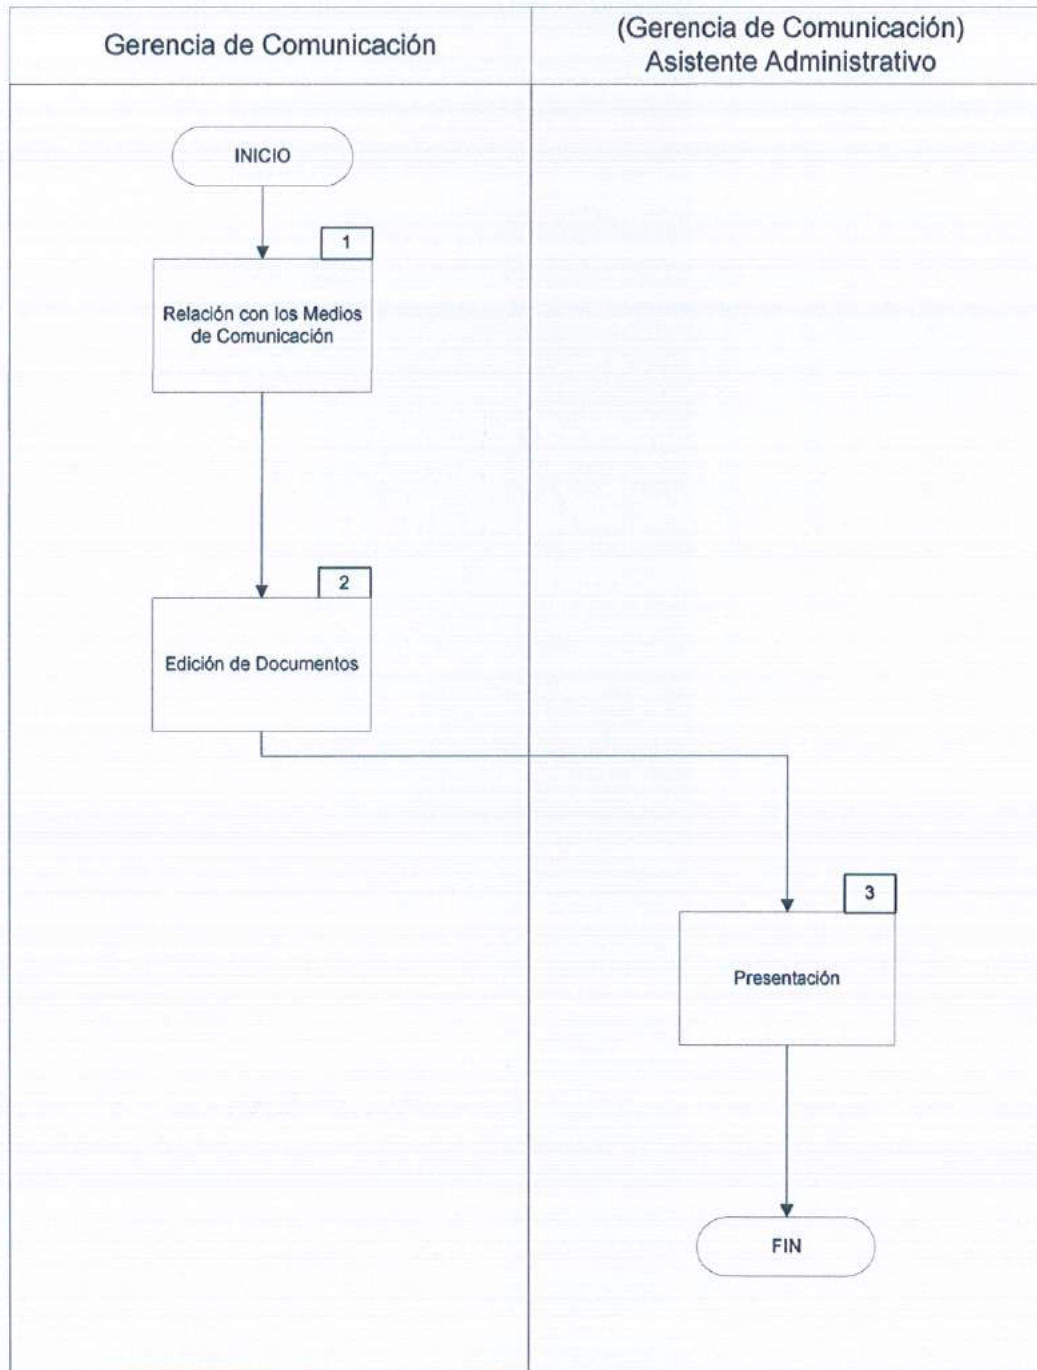 Gerencia de Comunicación
(Gerencia de Comunicación)
Asistente Administrativo
INICIO
1
Relación con los Medios
de Comunicación
2
Edición de Documentos
3
Presentación
FIN